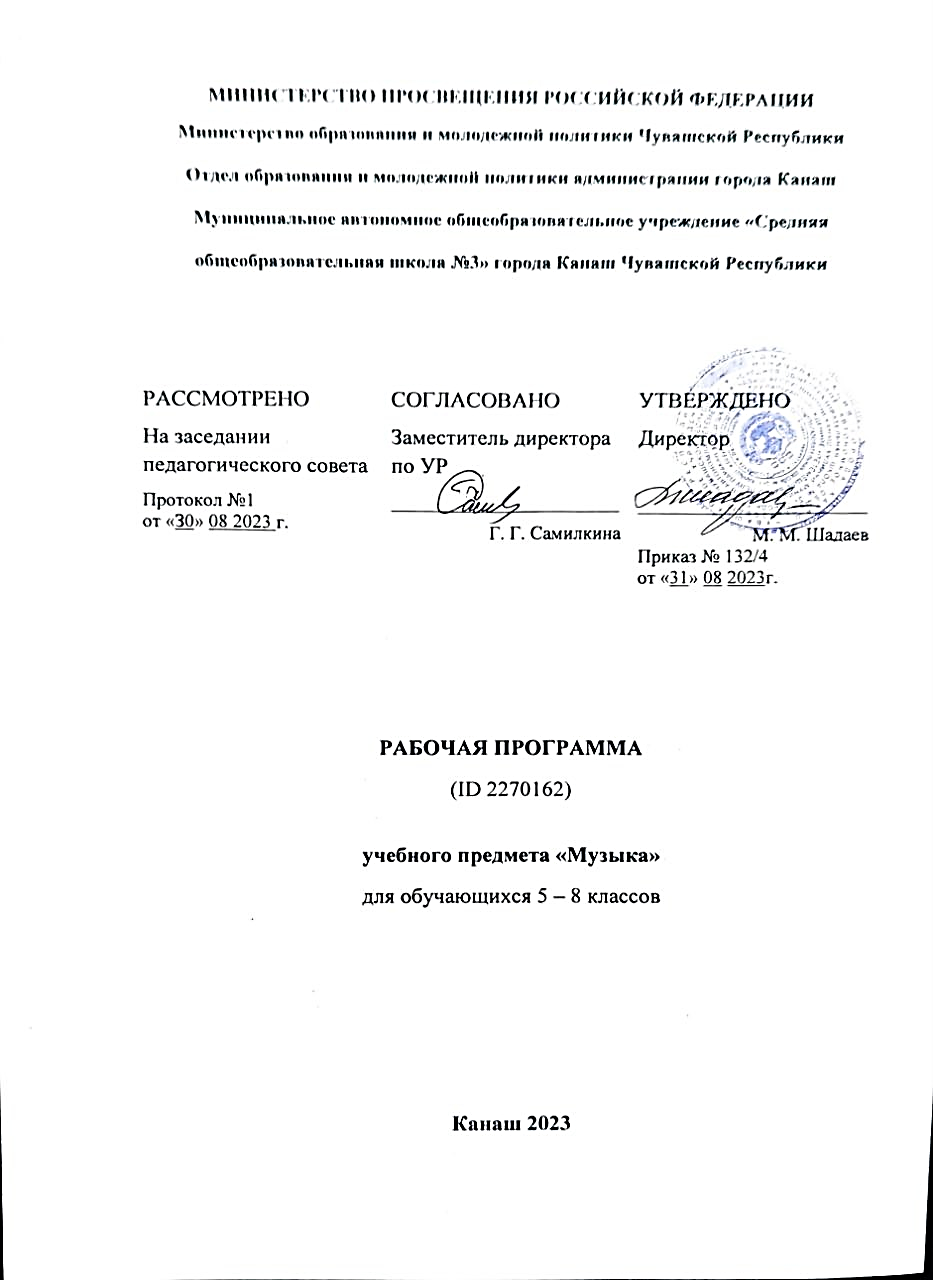 МИНИСТЕРСТВО ПРОСВЕЩЕНИЯ РОССИЙСКОЙ ФЕДЕРАЦИИ
Министерство образования и молодежной политики Чувашской Республики
Отдел образования и молодежной политики администрации города Канаш
Муниципальное автономное общеобразовательное учреждение «Средняя
общеобразовательная школа №3» города Канаш Чувашской Республики
РАССМОТРЕНО
На заседании
педагогического совета
Протокол №1
от «30» 08 2023 г.
СОГЛАСОВАНО
Заместитель директора
по УР
Г. Г. Самилкина
УТВЕРЖДЕНО
Директор
М. М. Шадаев
Приказ № 132/4
от «31» 08 2023г.
РАБОЧАЯ ПРОГРАММА
(ID 2270162)
учебного предмета «Музыка»
для обучающихся 5 – 8 классов
Канаш 2023